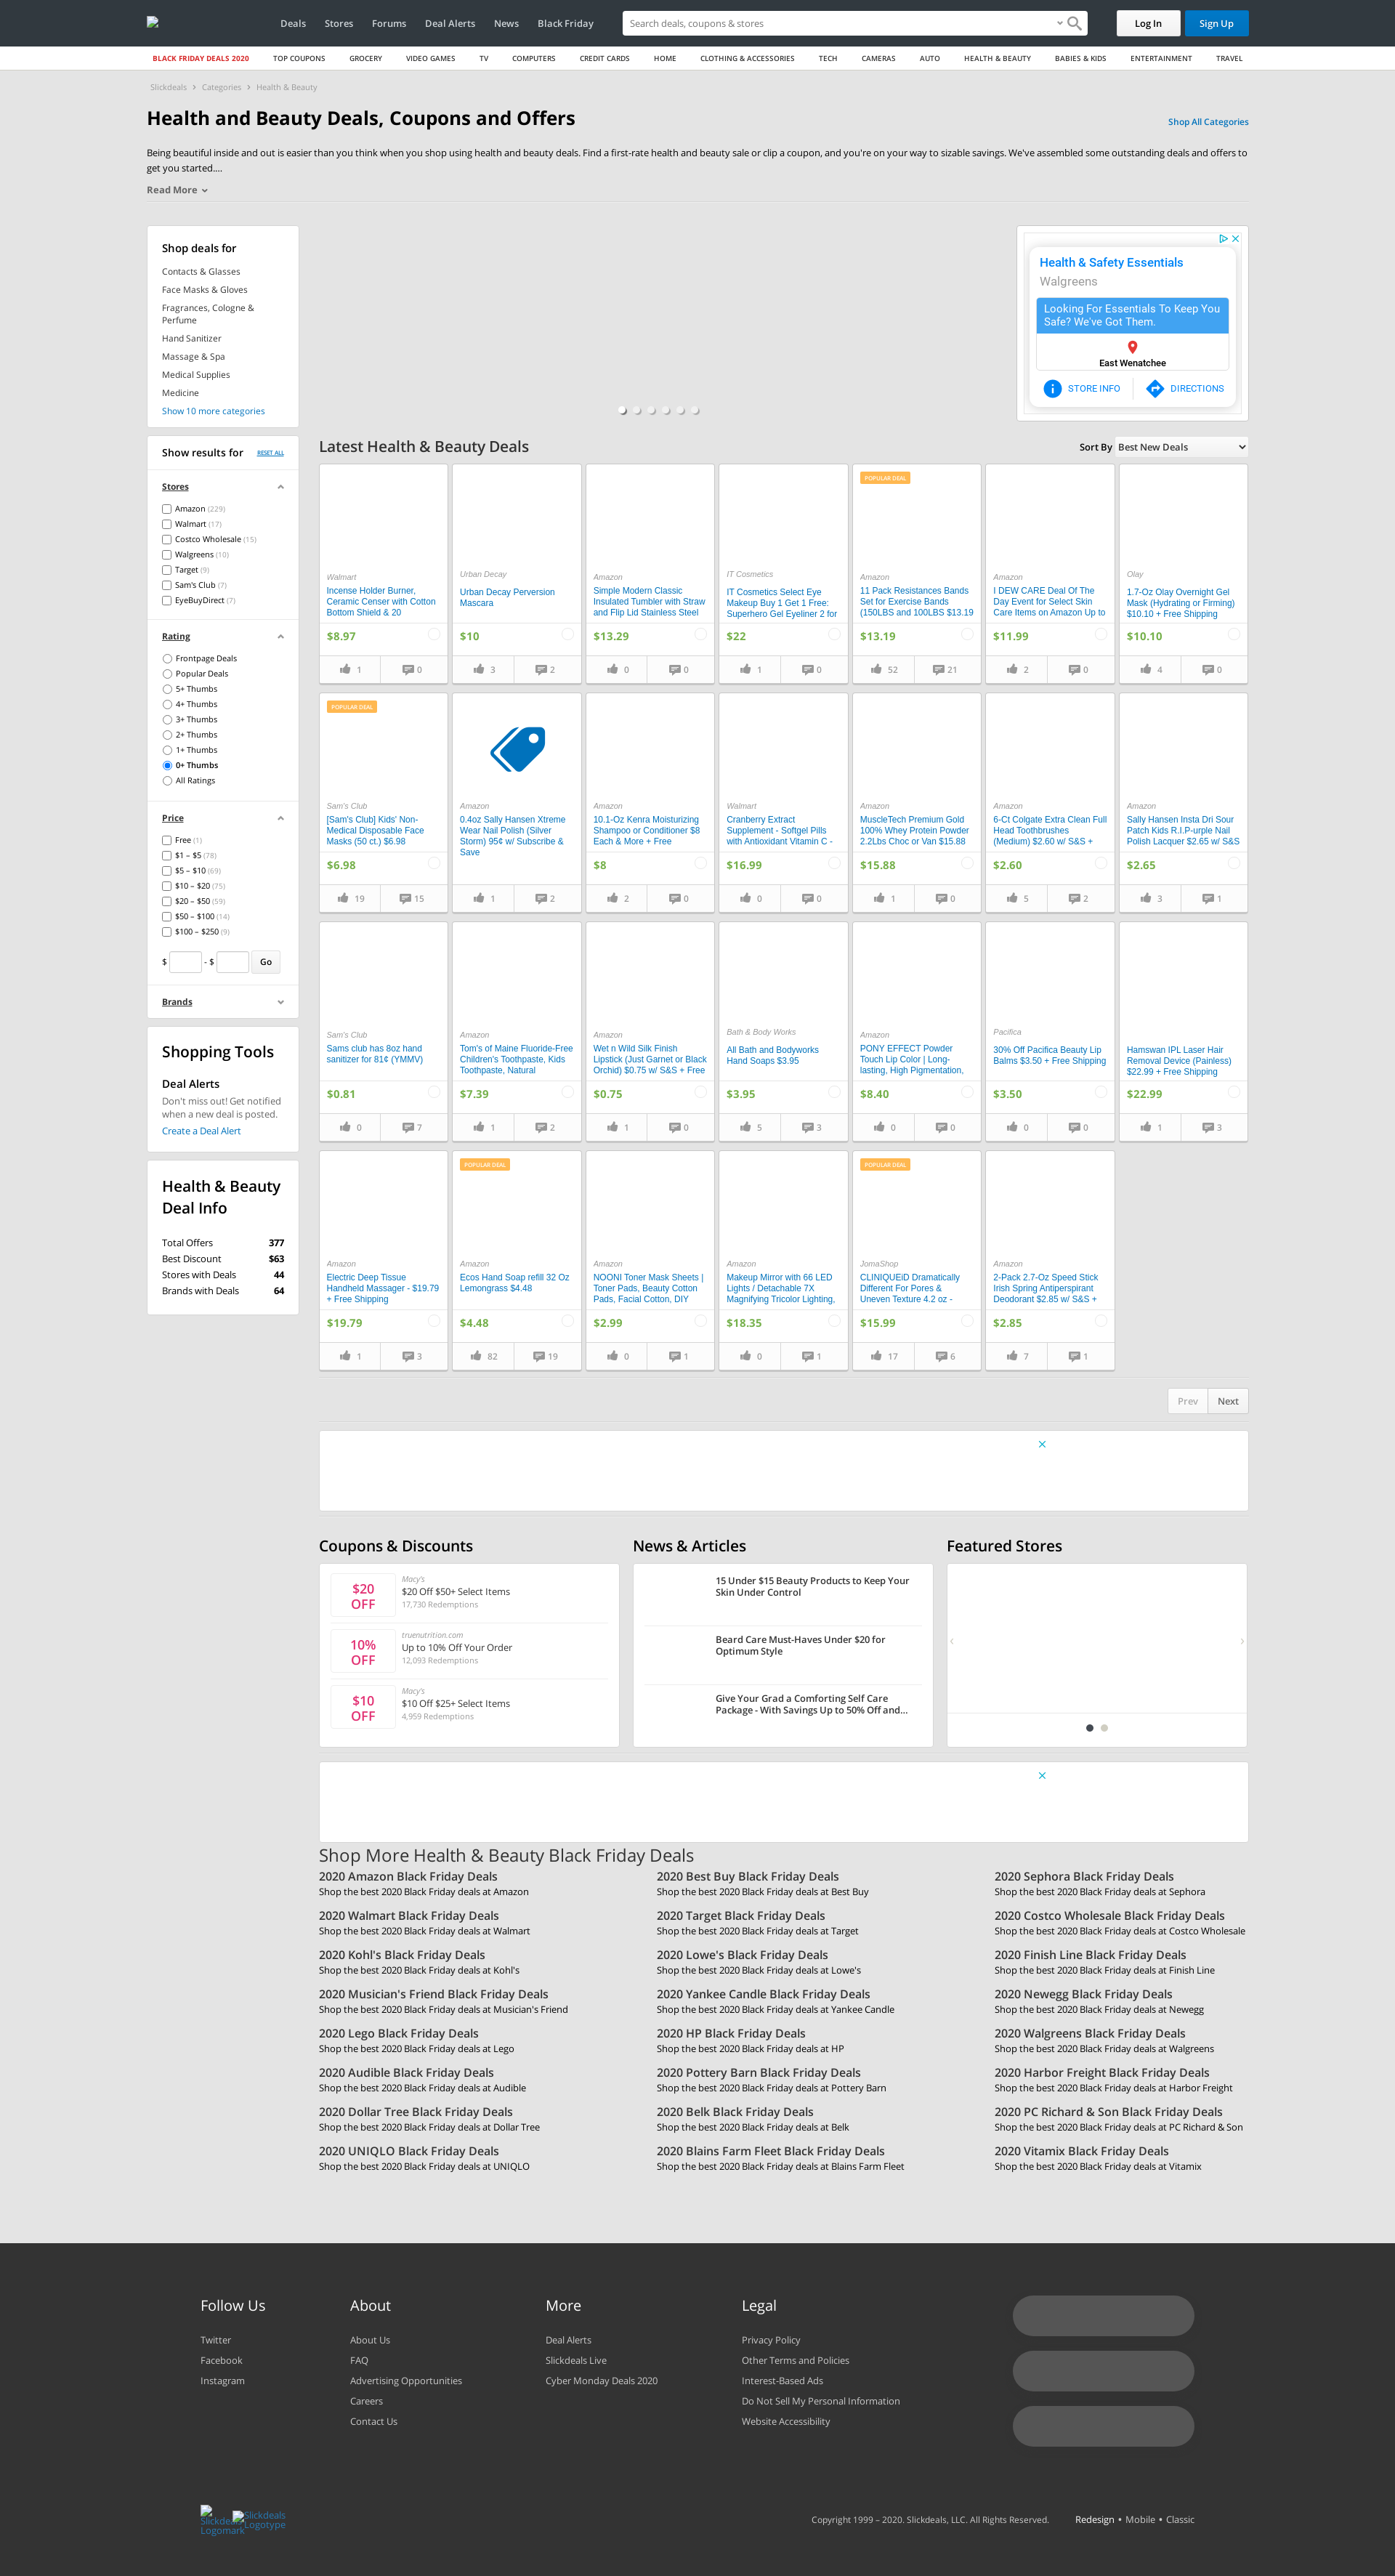 Deals
Stores
Forums
Deal Alerts
News
Black Friday
Search deals, coupons & stores
Log In
Sign Up
BLACK FRIDAY DEALS 2020
TOP COUPONS
GROCERY
VIDEO GAMES
TV
COMPUTERS
CREDIT CARDS
HOME
CLOTHING & ACCESSORIES
TECH
CAMERAS
AUTO
HEALTH & BEAUTY
BABIES & KIDS
ENTERTAINMENT
TRAVEL
Slickdeals › Categories › Health & Beauty
Health and Beauty Deals, Coupons and Offers
Shop All Categories
Being beautiful inside and out is easier than you think when you shop using health and beauty deals. Find a first-rate health and beauty sale or clip a coupon, and you're on your way to sizable savings. We've assembled some outstanding deals and offers to
get you started....
Read More
Shop deals for
Contacts & Glasses
Face Masks & Gloves
Fragrances, Cologne &
Perfume
Hand Sanitizer
Massage & Spa
Medical Supplies
Medicine
Show 10 more categories
Health & Safety Essentials
Walgreens
Looking For Essentials To Keep You
Safe? We've Got Them.
East Wenatchee
STORE INFO
DIRECTIONS
Show results for
RESET ALL
Stores
Amazon (229)
Walmart (17)
Costco Wholesale (15)
Walgreens (10)
Target (9)
Sam's Club (7)
EyeBuyDirect (7)
Rating
Frontpage Deals
Popular Deals
5+ Thumbs
4+ Thumbs
3+ Thumbs
2+ Thumbs
1+ Thumbs
0+ Thumbs
All Ratings
Price
Free (1)
$1 – $5 (78)
$5 – $10 (69)
$10 – $20 (75)
$20 – $50 (59)
$50 – $100 (14)
$100 – $250 (9)
$ - $ Go
Brands
Shopping Tools
Deal Alerts
Don't miss out! Get notified
when a new deal is posted.
Create a Deal Alert
Health & Beauty
Deal Info
Total Offers 377
Best Discount $63
Stores with Deals 44
Brands with Deals 64
Latest Health & Beauty Deals
Sort By Best New Deals
Walmart
Incense Holder Burner,
Ceramic Censer with Cotton
Bottom Shield & 20
$8.97
1 0
Urban Decay
Urban Decay Perversion
Mascara
$10
3 2
Amazon
Simple Modern Classic
Insulated Tumbler with Straw
and Flip Lid Stainless Steel
$13.29
0 0
IT Cosmetics
IT Cosmetics Select Eye
Makeup Buy 1 Get 1 Free:
Superhero Gel Eyeliner 2 for
$22
1 0
POPULAR DEAL
Amazon
11 Pack Resistances Bands
Set for Exercise Bands
(150LBS and 100LBS $13.19
$13.19
52 21
Amazon
I DEW CARE Deal Of The
Day Event for Select Skin
Care Items on Amazon Up to
$11.99
2 0
Olay
1.7-Oz Olay Overnight Gel
Mask (Hydrating or Firming)
$10.10 + Free Shipping
$10.10
4 0
POPULAR DEAL
Sam's Club
[Sam's Club] Kids' Non-
Medical Disposable Face
Masks (50 ct.) $6.98
$6.98
19 15
Amazon
0.4oz Sally Hansen Xtreme
Wear Nail Polish (Silver
Storm) 95¢ w/ Subscribe &
Save
1 2
Amazon
10.1-Oz Kenra Moisturizing
Shampoo or Conditioner $8
Each & More + Free
$8
2 0
Walmart
Cranberry Extract
Supplement - Softgel Pills
with Antioxidant Vitamin C -
$16.99
0 0
Amazon
MuscleTech Premium Gold
100% Whey Protein Powder
2.2Lbs Choc or Van $15.88
$15.88
1 0
Amazon
6-Ct Colgate Extra Clean Full
Head Toothbrushes
(Medium) $2.60 w/ S&S +
$2.60
5 2
Amazon
Sally Hansen Insta Dri Sour
Patch Kids R.I.P-urple Nail
Polish Lacquer $2.65 w/ S&S
$2.65
3 1
Sam's Club
Sams club has 8oz hand
sanitizer for 81¢ (YMMV)
$0.81
0 7
Amazon
Tom's of Maine Fluoride-Free
Children's Toothpaste, Kids
Toothpaste, Natural
$7.39
1 2
Amazon
Wet n Wild Silk Finish
Lipstick (Just Garnet or Black
Orchid) $0.75 w/ S&S + Free
$0.75
1 0
Bath & Body Works
All Bath and Bodyworks
Hand Soaps $3.95
$3.95
5 3
Amazon
PONY EFFECT Powder
Touch Lip Color | Long-
lasting, High Pigmentation,
$8.40
0 0
Pacifica
30% Off Pacifica Beauty Lip
Balms $3.50 + Free Shipping
$3.50
0 0
Hamswan IPL Laser Hair
Removal Device (Painless)
$22.99 + Free Shipping
$22.99
1 3
Amazon
Electric Deep Tissue
Handheld Massager - $19.79
+ Free Shipping
$19.79
1 3
POPULAR DEAL
Amazon
Ecos Hand Soap refill 32 Oz
Lemongrass $4.48
$4.48
82 19
Amazon
NOONI Toner Mask Sheets |
Toner Pads, Beauty Cotton
Pads, Facial Cotton, DIY
$2.99
0 1
Amazon
Makeup Mirror with 66 LED
Lights / Detachable 7X
Magnifying Tricolor Lighting,
$18.35
0 1
POPULAR DEAL
JomaShop
CLINIQUEiD Dramatically
Different For Pores &
Uneven Texture 4.2 oz -
$15.99
17 6
Amazon
2-Pack 2.7-Oz Speed Stick
Irish Spring Antiperspirant
Deodorant $2.85 w/ S&S +
$2.85
7 1
Prev Next
Coupons & Discounts
$20
OFF
Macy's
$20 Off $50+ Select Items
17,730 Redemptions
10%
OFF
truenutrition.com
Up to 10% Off Your Order
12,093 Redemptions
$10
OFF
Macy's
$10 Off $25+ Select Items
4,959 Redemptions
News & Articles
15 Under $15 Beauty Products to Keep Your
Skin Under Control
Beard Care Must-Haves Under $20 for
Optimum Style
Give Your Grad a Comforting Self Care
Package - With Savings Up to 50% Off and...
Featured Stores
Shop More Health & Beauty Black Friday Deals
2020 Amazon Black Friday Deals
Shop the best 2020 Black Friday deals at Amazon
2020 Best Buy Black Friday Deals
Shop the best 2020 Black Friday deals at Best Buy
2020 Sephora Black Friday Deals
Shop the best 2020 Black Friday deals at Sephora
2020 Walmart Black Friday Deals
Shop the best 2020 Black Friday deals at Walmart
2020 Target Black Friday Deals
Shop the best 2020 Black Friday deals at Target
2020 Costco Wholesale Black Friday Deals
Shop the best 2020 Black Friday deals at Costco Wholesale
2020 Kohl's Black Friday Deals
Shop the best 2020 Black Friday deals at Kohl's
2020 Lowe's Black Friday Deals
Shop the best 2020 Black Friday deals at Lowe's
2020 Finish Line Black Friday Deals
Shop the best 2020 Black Friday deals at Finish Line
2020 Musician's Friend Black Friday Deals
Shop the best 2020 Black Friday deals at Musician's Friend
2020 Yankee Candle Black Friday Deals
Shop the best 2020 Black Friday deals at Yankee Candle
2020 Newegg Black Friday Deals
Shop the best 2020 Black Friday deals at Newegg
2020 Lego Black Friday Deals
Shop the best 2020 Black Friday deals at Lego
2020 HP Black Friday Deals
Shop the best 2020 Black Friday deals at HP
2020 Walgreens Black Friday Deals
Shop the best 2020 Black Friday deals at Walgreens
2020 Audible Black Friday Deals
Shop the best 2020 Black Friday deals at Audible
2020 Pottery Barn Black Friday Deals
Shop the best 2020 Black Friday deals at Pottery Barn
2020 Harbor Freight Black Friday Deals
Shop the best 2020 Black Friday deals at Harbor Freight
2020 Dollar Tree Black Friday Deals
Shop the best 2020 Black Friday deals at Dollar Tree
2020 Belk Black Friday Deals
Shop the best 2020 Black Friday deals at Belk
2020 PC Richard & Son Black Friday Deals
Shop the best 2020 Black Friday deals at PC Richard & Son
2020 UNIQLO Black Friday Deals
Shop the best 2020 Black Friday deals at UNIQLO
2020 Blains Farm Fleet Black Friday Deals
Shop the best 2020 Black Friday deals at Blains Farm Fleet
2020 Vitamix Black Friday Deals
Shop the best 2020 Black Friday deals at Vitamix
Follow Us
Twitter
Facebook
Instagram
About
About Us
FAQ
Advertising Opportunities
Careers
Contact Us
More
Deal Alerts
Slickdeals Live
Cyber Monday Deals 2020
Legal
Privacy Policy
Other Terms and Policies
Interest-Based Ads
Do Not Sell My Personal Information
Website Accessibility
Slickdeals
Logomark
Slickdeals
Logotype
Copyright 1999 – 2020. Slickdeals, LLC. All Rights Reserved.
Redesign • Mobile • Classic